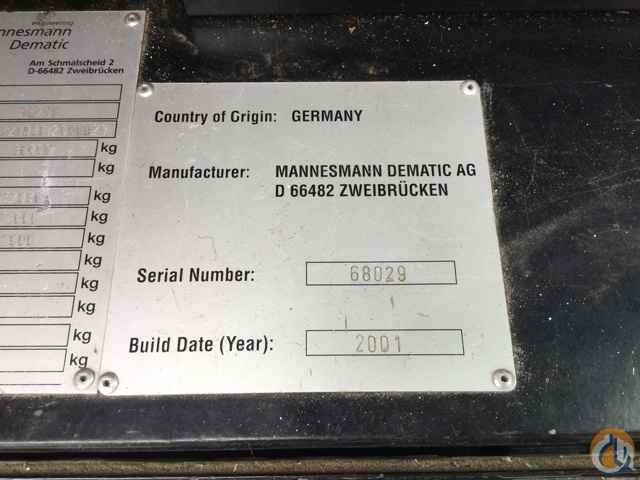 engineering
nnesmann
Dematic
Am Schmalscheid 2
D-66482 Zweibrücken
kg
kg
kg
kg
kg
kg
kg
kg
kg
kg
Country of Origin: GERMANY
Manufacturer: MANNESMANN DEMATIC AG
D 66482 ZWEIBRÜCKEN
Serial Number: 68029
Build Date (Year): 2001